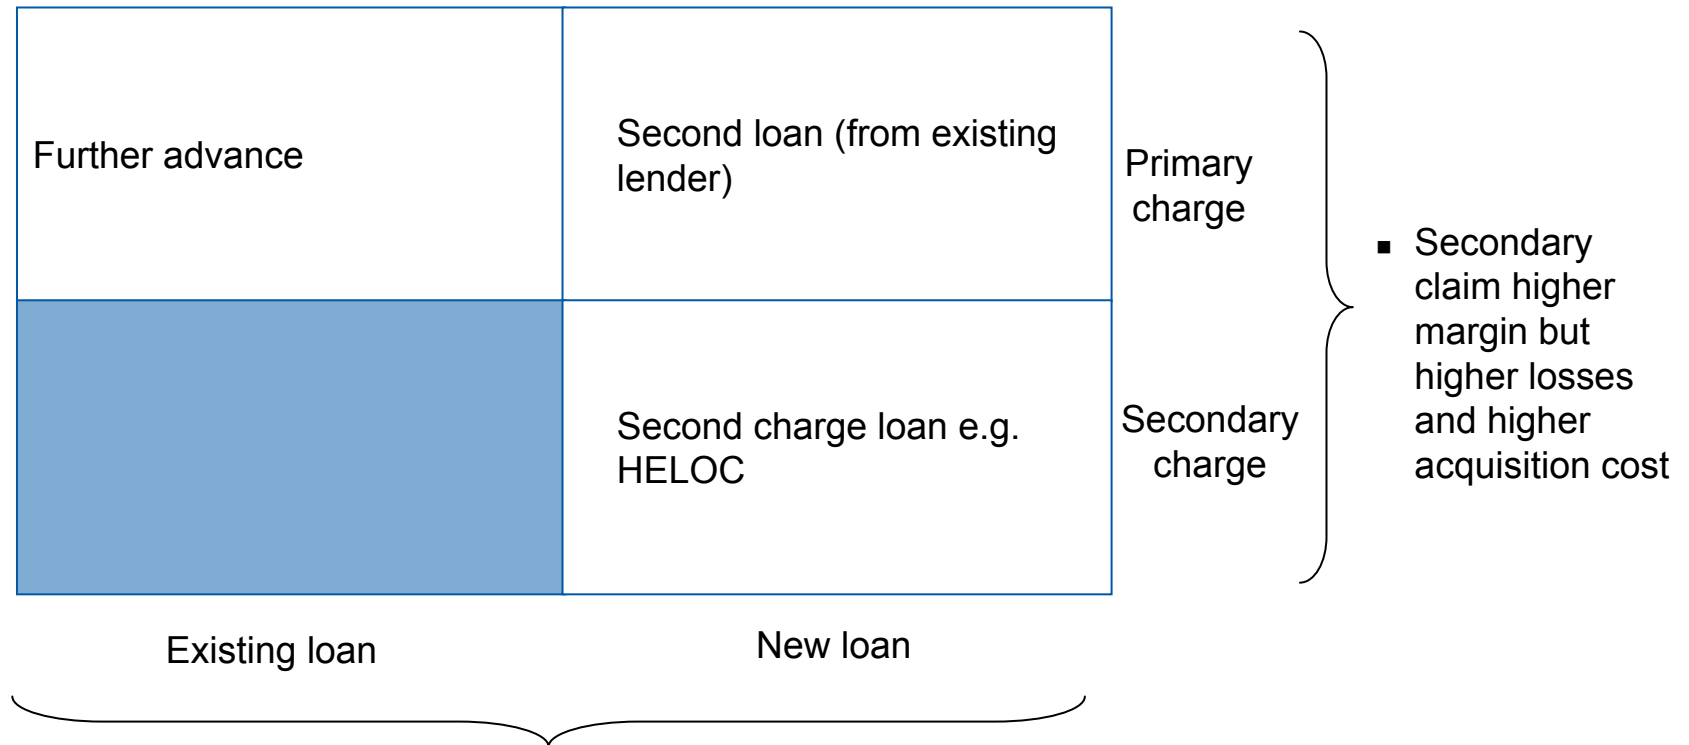 Further advance
Second loan (from existing
lender)
Primary
charge
Second charge loan e.g.
HELOC
Secondary
charge
▪ Secondary
claim higher
margin but
higher losses
and higher
acquisition cost
Existing loan
New loan